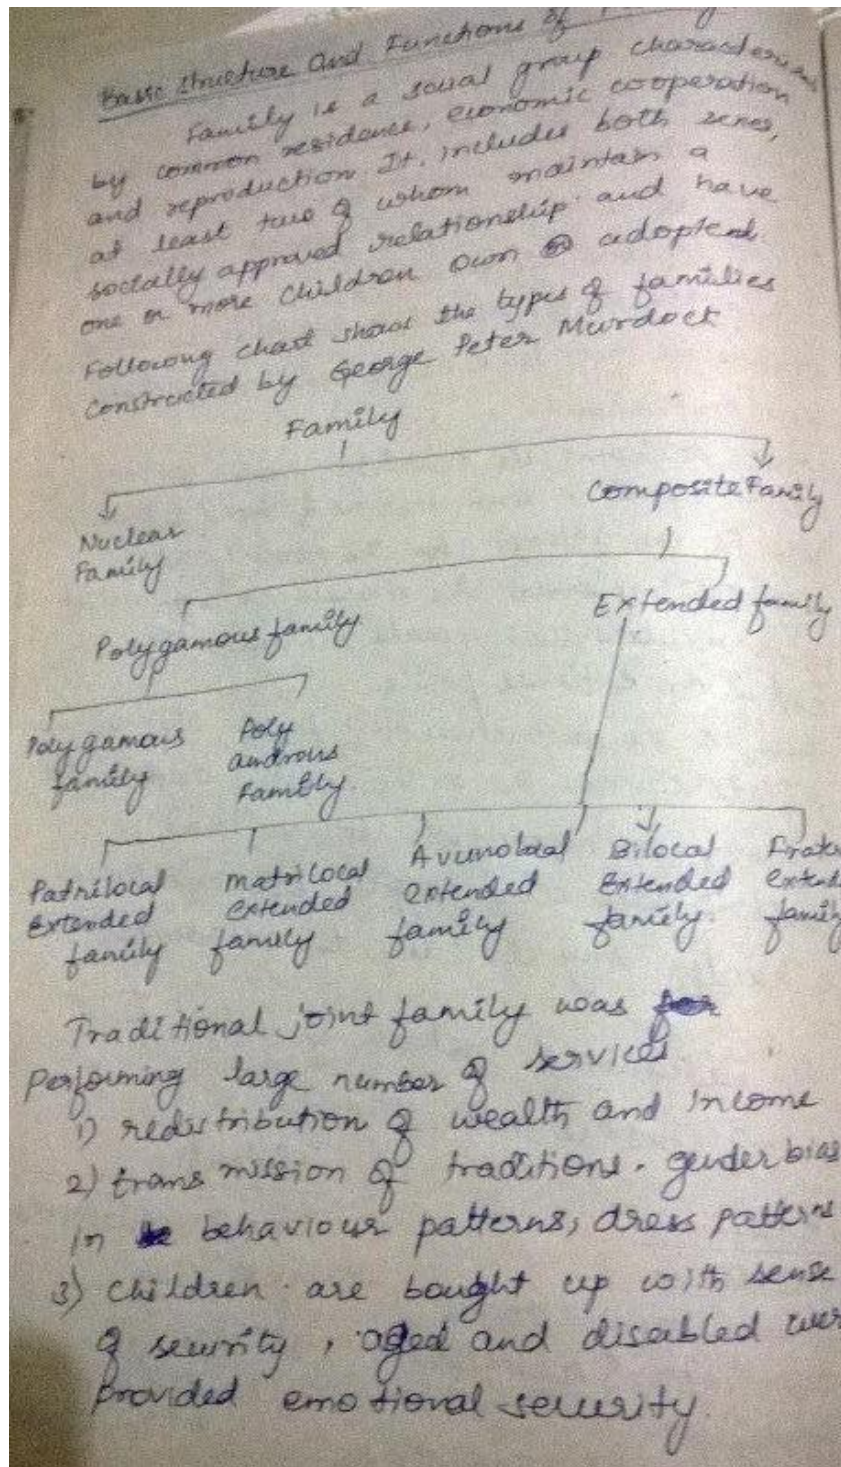 Basic Structure and Functions of
Family is a social group characterised
by common residence, economic cooperation
and reproduction. It includes both sexes,
at least two of whom maintain a
socially approved relationship and have
one or more children own or adopted.
Following chart shows the types of families
Constructed by George Peter Murdock
Family
Nuclear
Family
Composite Family
Polygamous family
Extended family
Polygamous
family
Poly
androus
Family.
Patrilocal
Extended
family
Matrilocal
extended
family
Avunolocal
extended
family
Bilocal
Extended
family.
Traditional joint family was
Performing large number of services
1) redistribution of wealth and income
2) transmission of traditions. gender bias
in behaviour patterns, dress patterns
3) Children are bought up with sense
of security, aged and disabled wer
provided emotional security.